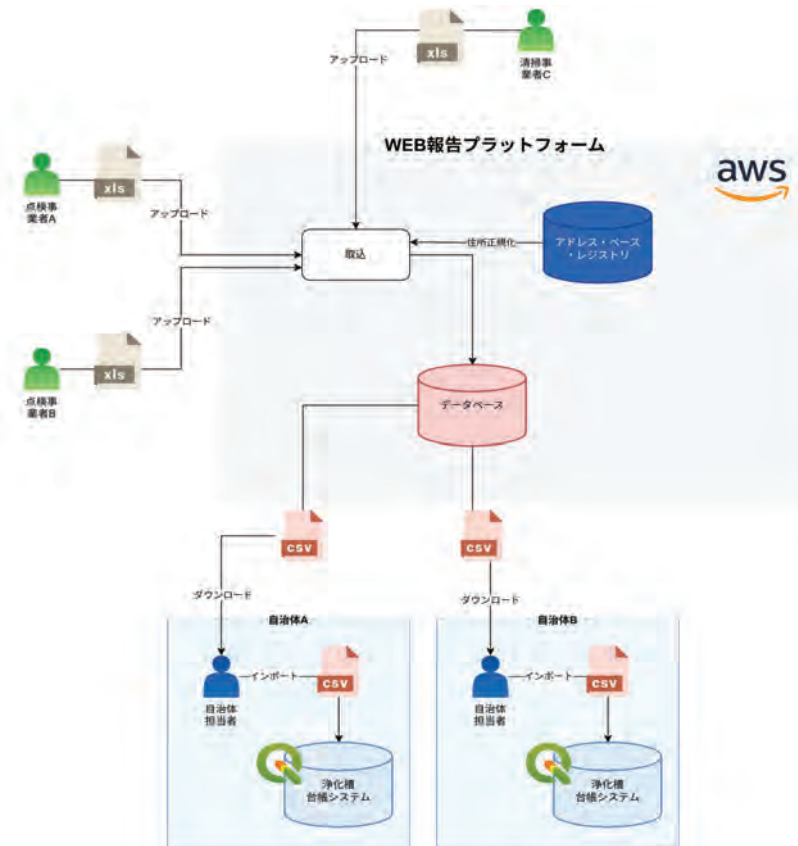 xls
アップロード
清掃事
業者C
WEB報告プラットフォーム
aws
xls
点検事
業者A
アップロード
取込
住所正規化
アドレス・ベース
・レジストリ
アップロード
xls
点検事
業者B
データベース
csv
csv
ダウンロード
ダウンロード
自治体A
自治体B
インポート
csv
インポート
csv
自治体
担当者
自治体
担当者
浄化槽
台帳システム
浄化槽
台帳システム